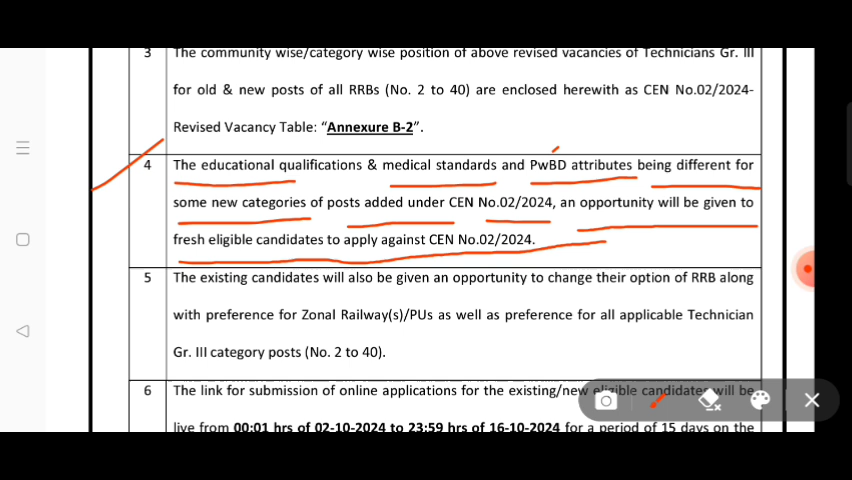 3 The community wise/category wise position of above revised vacancies of Technicians Gr. III
for old & new posts of all RRBs (No. 2 to 40) are enclosed herewith as CEN No.02/2024-
Revised Vacancy Table: “Annexure B-2”.
4 The educational qualifications & medical standards and PwBD attributes being different for
some new categories of posts added under CEN No.02/2024, an opportunity will be given to
fresh eligible candidates to apply against CEN No.02/2024.
5 The existing candidates will also be given an opportunity to change their option of RRB along
with preference for Zonal Railway(s)/PUs as well as preference for all applicable Technician
Gr. III category posts (No. 2 to 40).
6 The link for submission of online applications for the existing/new eligible candidates will be
live from 00:01 hrs of 02-10-2024 to 23:59 hrs of 16-10-2024 for a period of 15 days on the